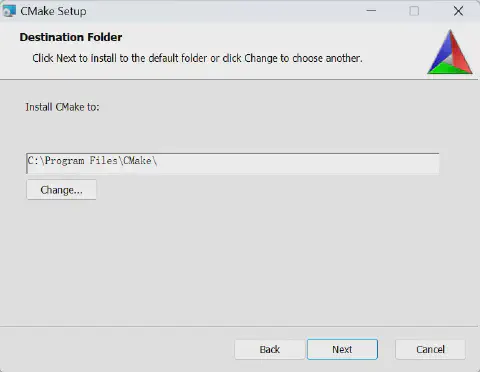 CMake Setup
Destination Folder
Click Next to Install to the default folder or click Change to choose another.
Install CMake to:
C:\Program Files\CMake\
Change...
Back
Next
Cancel